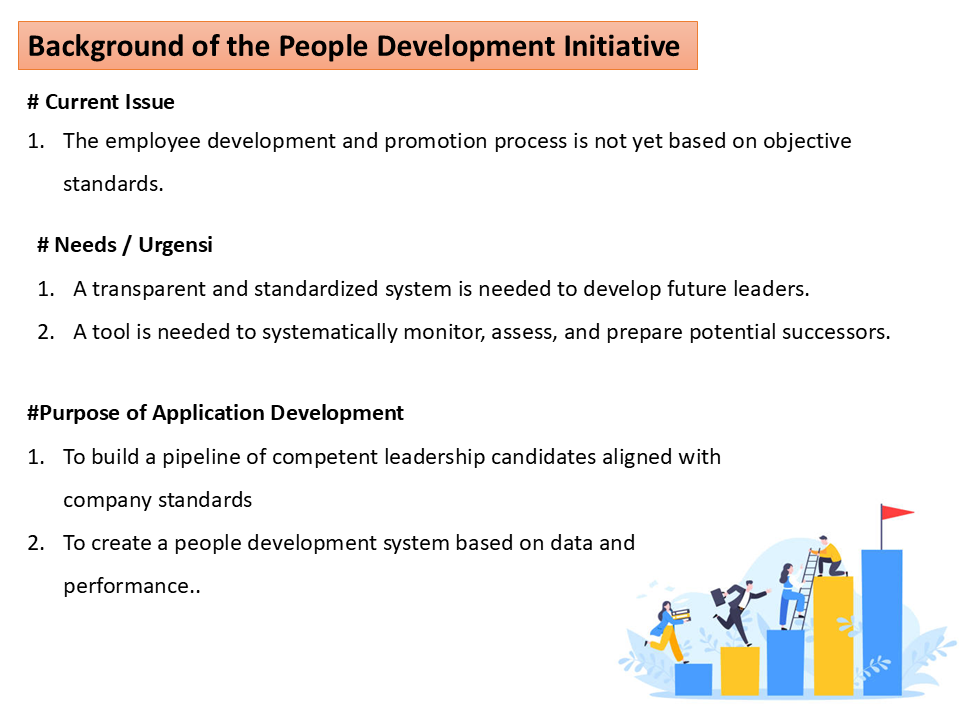 Background of the People Development Initiative
# Current Issue
1. The employee development and promotion process is not yet based on objective
standards.
# Needs / Urgensi
1. A transparent and standardized system is needed to develop future leaders.
2. A tool is needed to systematically monitor, assess, and prepare potential successors.
#Purpose of Application Development
1. To build a pipeline of competent leadership candidates aligned with
company standards
2. To create a people development system based on data and
performance..